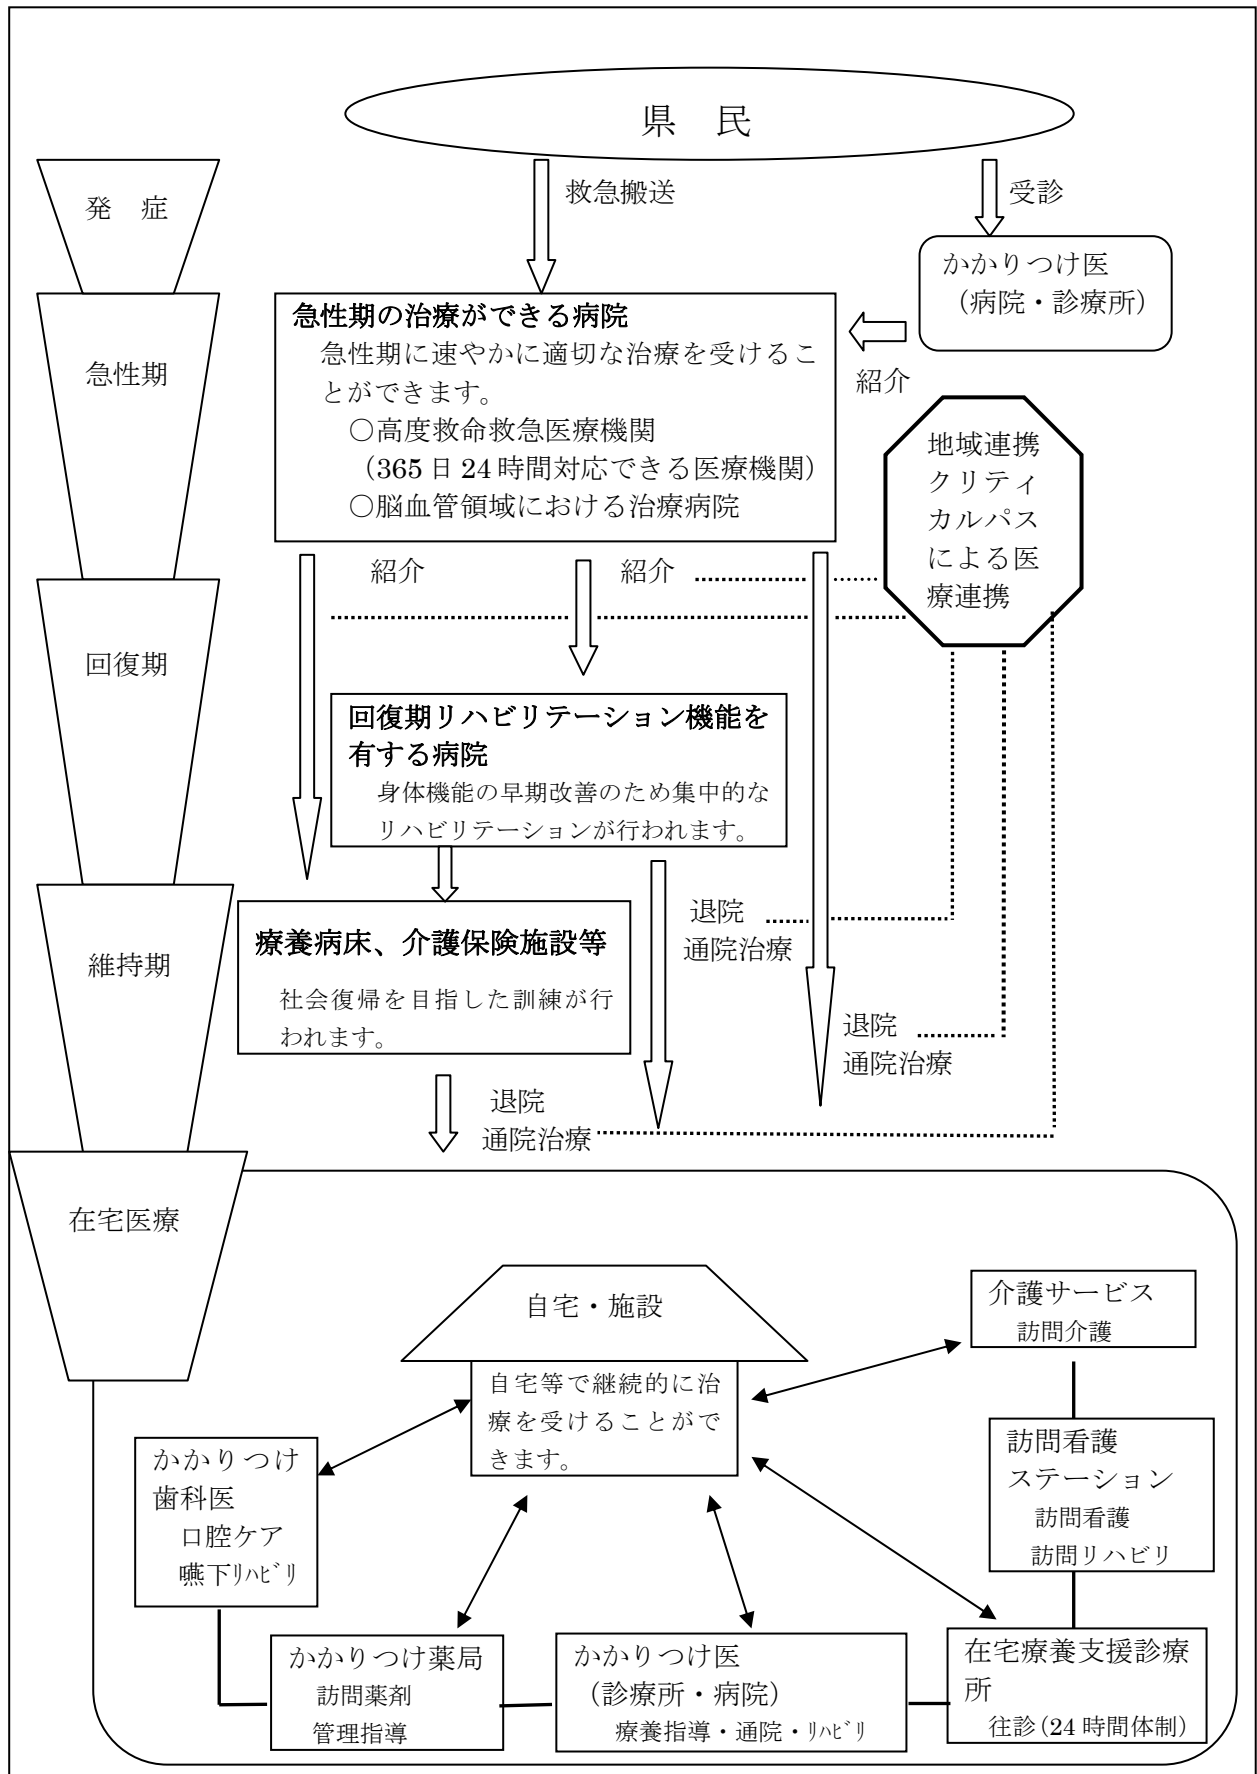 県　民
救急搬送
受診
発　症
かかりつけ医
（病院・診療所）
急性期の治療ができる病院
急性期に速やかに適切な治療を受けるこ
とができます。
○高度救命救急医療機関
（365日24時間対応できる医療機関）
○脳血管領域における治療病院
紹介
急性期
地域連携
クリティ
カルパス
による医
療連携
紹介
紹介
回復期
回復期リハビリテーション機能を
有する病院
身体機能の早期改善のため集中的な
リハビリテーションが行われます。
維持期
療養病床、介護保険施設等
社会復帰を目指した訓練が行
われます。
退院
通院治療
退院
通院治療
退院
通院治療
在宅医療
自宅・施設
自宅等で継続的に治
療を受けることがで
きます。
介護サービス
訪問介護
訪問看護
ステーション
訪問看護
訪問リハビリ
かかりつけ
歯科医
口腔ケア
嚥下ﾘﾊﾋﾞﾘ
かかりつけ薬局
訪問薬剤
管理指導
かかりつけ医
（診療所・病院）
療養指導・通院・ﾘﾊﾋﾞﾘ
在宅療養支援診療
所
往診（24時間体制）